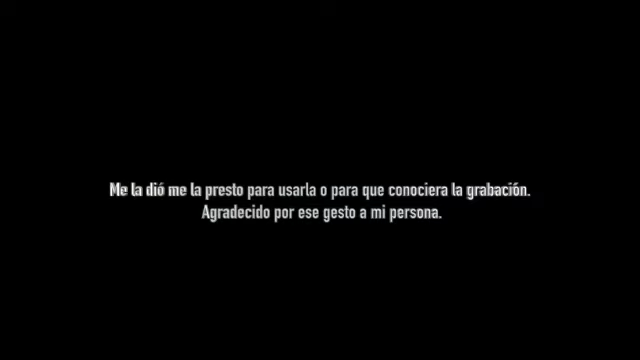 Me la dió me la presto para usarla o para que conociera la grabación.
Agradecido por ese gesto a mi persona.